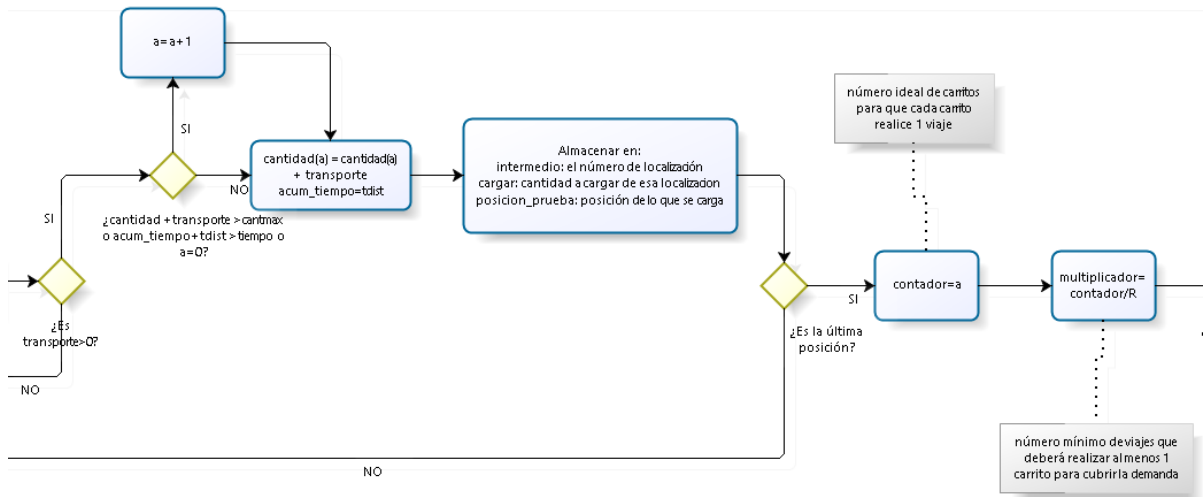 a= a+ 1
SI
cantidad(a) = cantidad(a)
+ transporte
acum_tiempo=tdist
NO
¿cantidad + transporte > cantmax
o acum_tiempo+ tdist > tiempo o
a=0?
SI
¿Es
transporte>0?
NO
Almacenar en:
intermedio: el número de localización
cargar: cantidad a cargar de esa localizacion
posicion_prueba: posición de lo que se carga
número ideal de carritos
para que cada carrito
realice 1 viaje
SI
¿Es la última
posición?
NO
contador=a
multiplicador=
contador/R
número mínimo de viajes que
deberá realizar al menos 1
carrito para cubrir la demanda